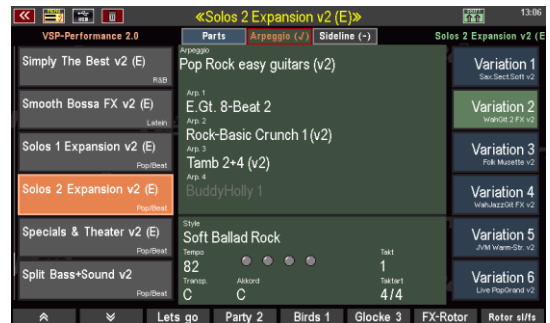 «Solos 2 Expansion v2 (E)»
13:06
VSP-Performance 2.0
Parts
Arpeggio (√)
Sideline (-)
Solos 2 Expansion v2 (E
Simply The Best v2 (E)
R&B
Smooth Bossa FX v2 (E)
Latein
Solos 1 Expansion v2 (E)
Pop/Beat
Solos 2 Expansion v2 (E)
Pop/Beat
Specials & Theater v2 (E)
Pop/Beat
Split Bass+Sound v2
Pop/Beat
Arpeggio
Pop Rock easy guitars (v2)
Arp. 1
E.Gt. 8-Beat 2
Arp. 2
Rock-Basic Crunch 1 (v2)
Arp. 3
Tamb 2+4 (v2)
Arp. 4
BuddyHolly 1
Style
Soft Ballad Rock
Tempo
Takt
82
1
Transp.
Akkord
Taktart
C
C
4/4
Variation 1
Sax.Sect.Soft v2
Variation 2
WahGit 2 FX v2
Variation 3
Folk Musette v2
Variation 4
WahJazzGit FX v2
Variation 5
JVM Warm-Str. v2
Variation 6
Live PopGrand v2
Lets go
Party 2
Birds 1
Glocke 3
FX-Rotor
Rotor sl/fs